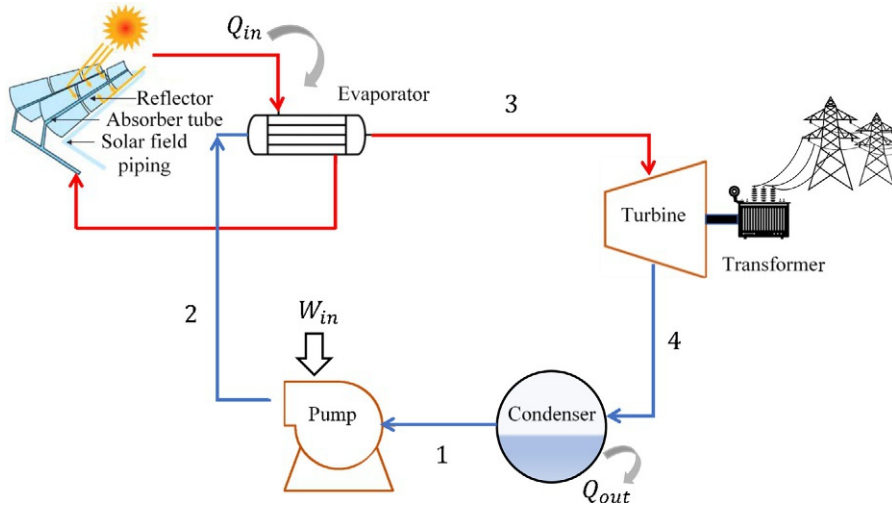 Q_in
Evaporator
3
Reflector
Absorber tube
Solar field
piping
Turbine
Transformer
2
W_in
4
Pump
Condenser
1
Q_out